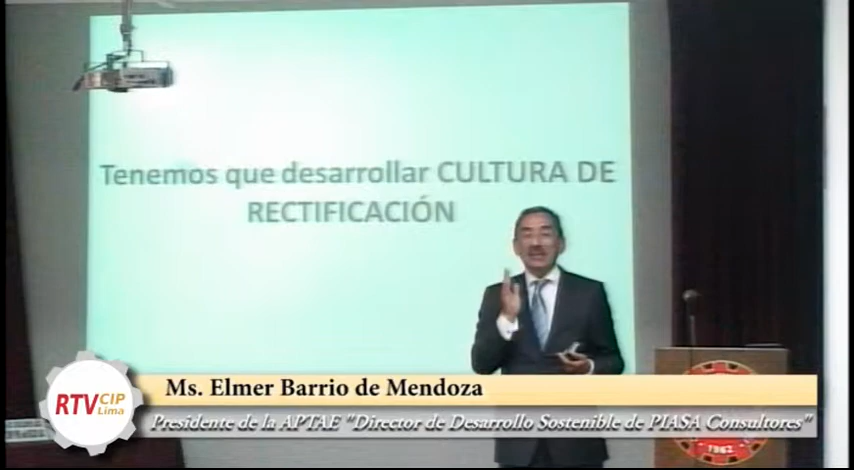 Tenemos que desarrollar CULTURA DE
RECTIFICACIÓN
RTV CIP
Lima
Ms. Elmer Barrio de Mendoza
Presidente de la APTAE "Director de Desarrollo Sostenible de PIASA Consultores"
1962